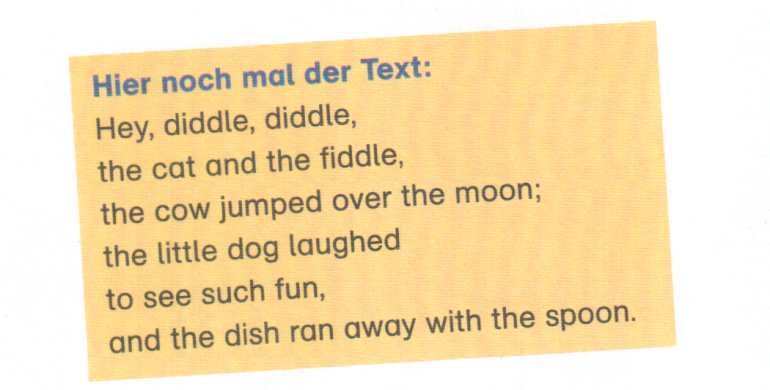 Hier noch mal der Text:
Hey, diddle, diddle,
the cat and the fiddle,
the cow jumped over the moon;
the little dog laughed
to see such fun,
and the dish ran away with the spoon.